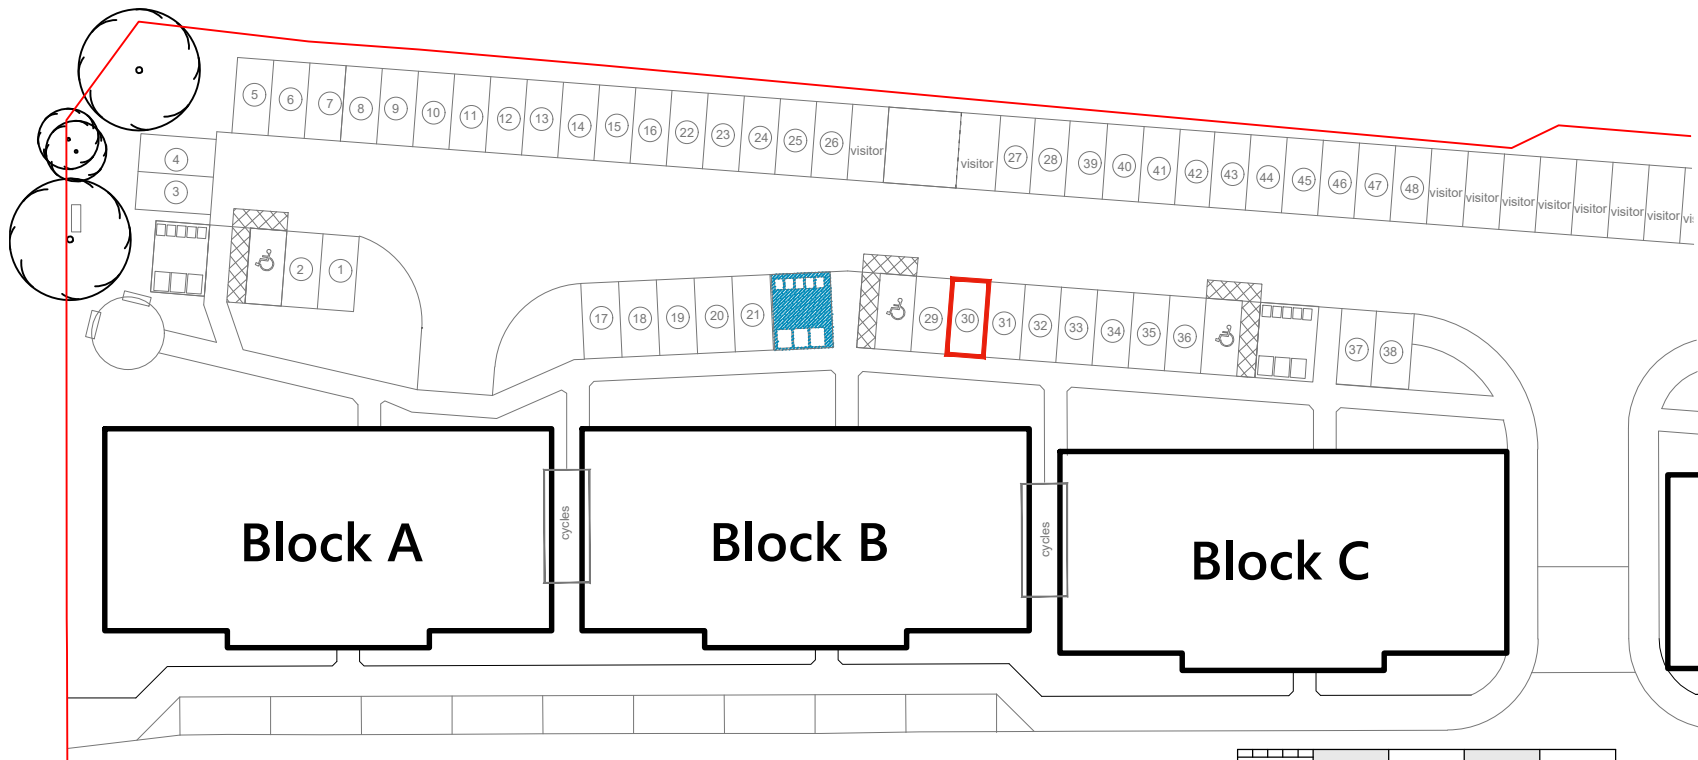 5 6 7 8 9 10 11 12 13 14 15 16 22 23 24 25 26 visitor visitor 27 28 39 40 41 42 43 44 45 46 47 48 visitor visitor visitor visitor visitor visitor visitor
4
3
2 1
17 18 19 20 21
29 30 31 32 33 34 35 36
37 38
cycles
cycles
Block A
Block B
Block C